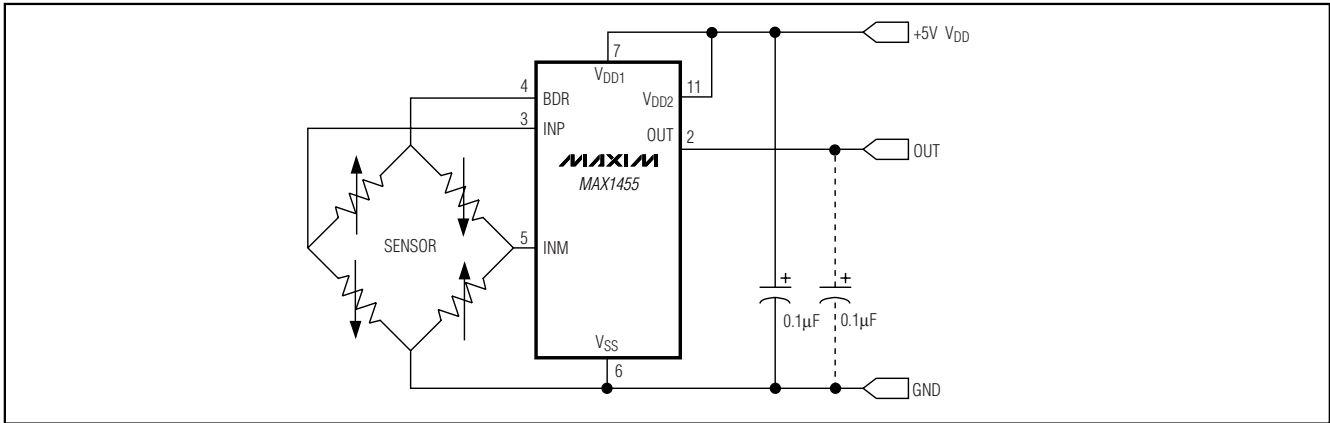 +5V VDD
7
VDD1
4
BDR
11
VDD2
3
INP
OUT
2
OUT
MAXIM
MAX1455
SENSOR
5
INM
+
+
0.1µF
0.1µF
VSS
6
GND